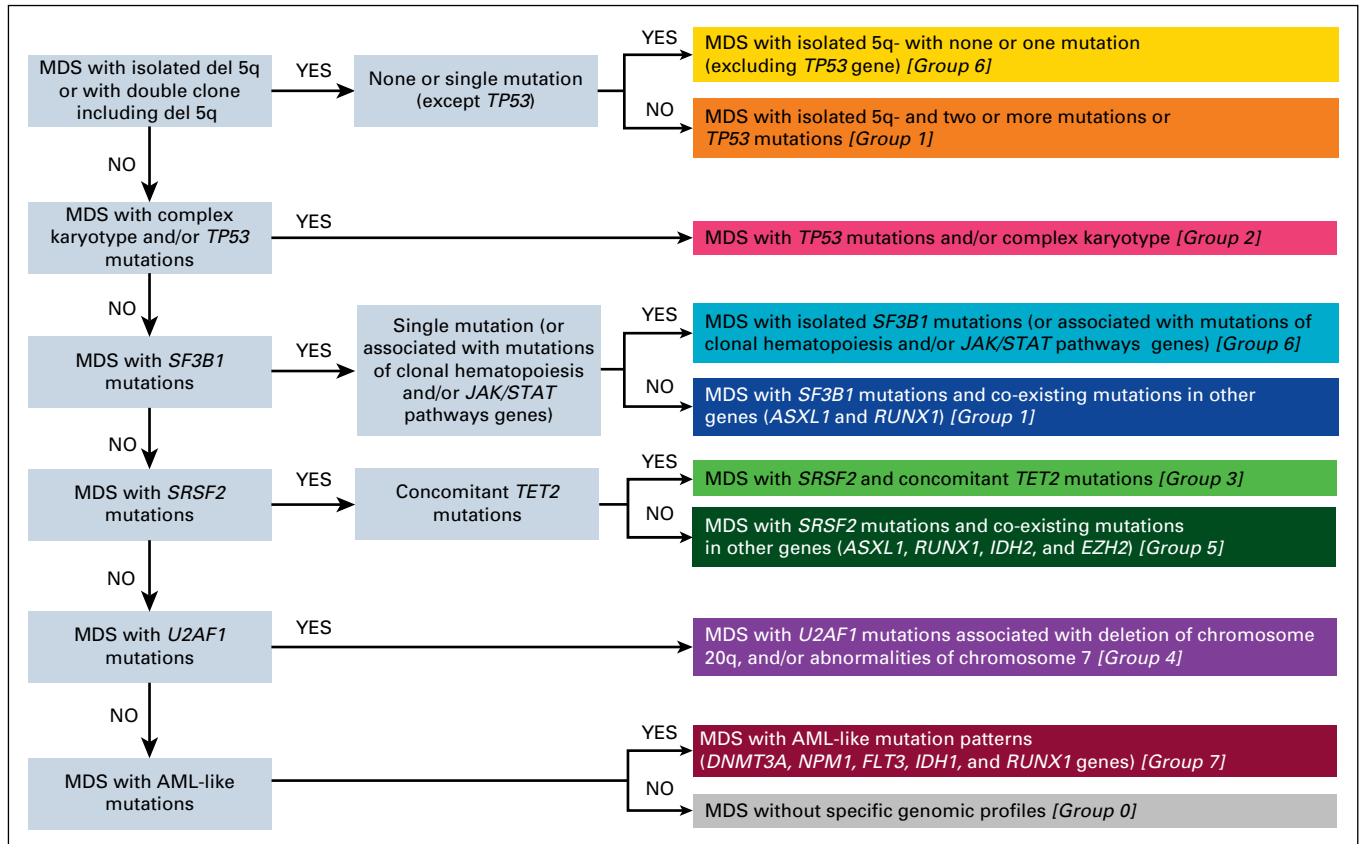 MDS with isolated del 5q
or with double clone
including del 5q
YES
None or single mutation
(except TP53)
YES
MDS with isolated 5q- with none or one mutation
(excluding TP53 gene) [Group 6]
NO
MDS with isolated 5q- and two or more mutations or
TP53 mutations [Group 1]
NO
MDS with complex
karyotype and/or TP53
mutations
YES
MDS with TP53 mutations and/or complex karyotype [Group 2]
NO
MDS with SF3B1
mutations
YES
Single mutation (or
associated with mutations
of clonal hematopoiesis
and/or JAK/STAT
pathways genes)
YES
MDS with isolated SF3B1 mutations (or associated with mutations of
clonal hematopoiesis and/or JAK/STAT pathways genes) [Group 6]
NO
MDS with SF3B1 mutations and co-existing mutations in other
genes (ASXL1 and RUNX1) [Group 1]
NO
MDS with SRSF2
mutations
YES
Concomitant TET2
mutations
YES
MDS with SRSF2 and concomitant TET2 mutations [Group 3]
NO
MDS with SRSF2 mutations and co-existing mutations
in other genes (ASXL1, RUNX1, IDH2, and EZH2) [Group 5]
NO
MDS with U2AF1
mutations
YES
MDS with U2AF1 mutations associated with deletion of chromosome
20q, and/or abnormalities of chromosome 7 [Group 4]
NO
MDS with AML-like
mutations
YES
MDS with AML-like mutation patterns
(DNMT3A, NPM1, FLT3, IDH1, and RUNX1 genes) [Group 7]
NO
MDS without specific genomic profiles [Group 0]